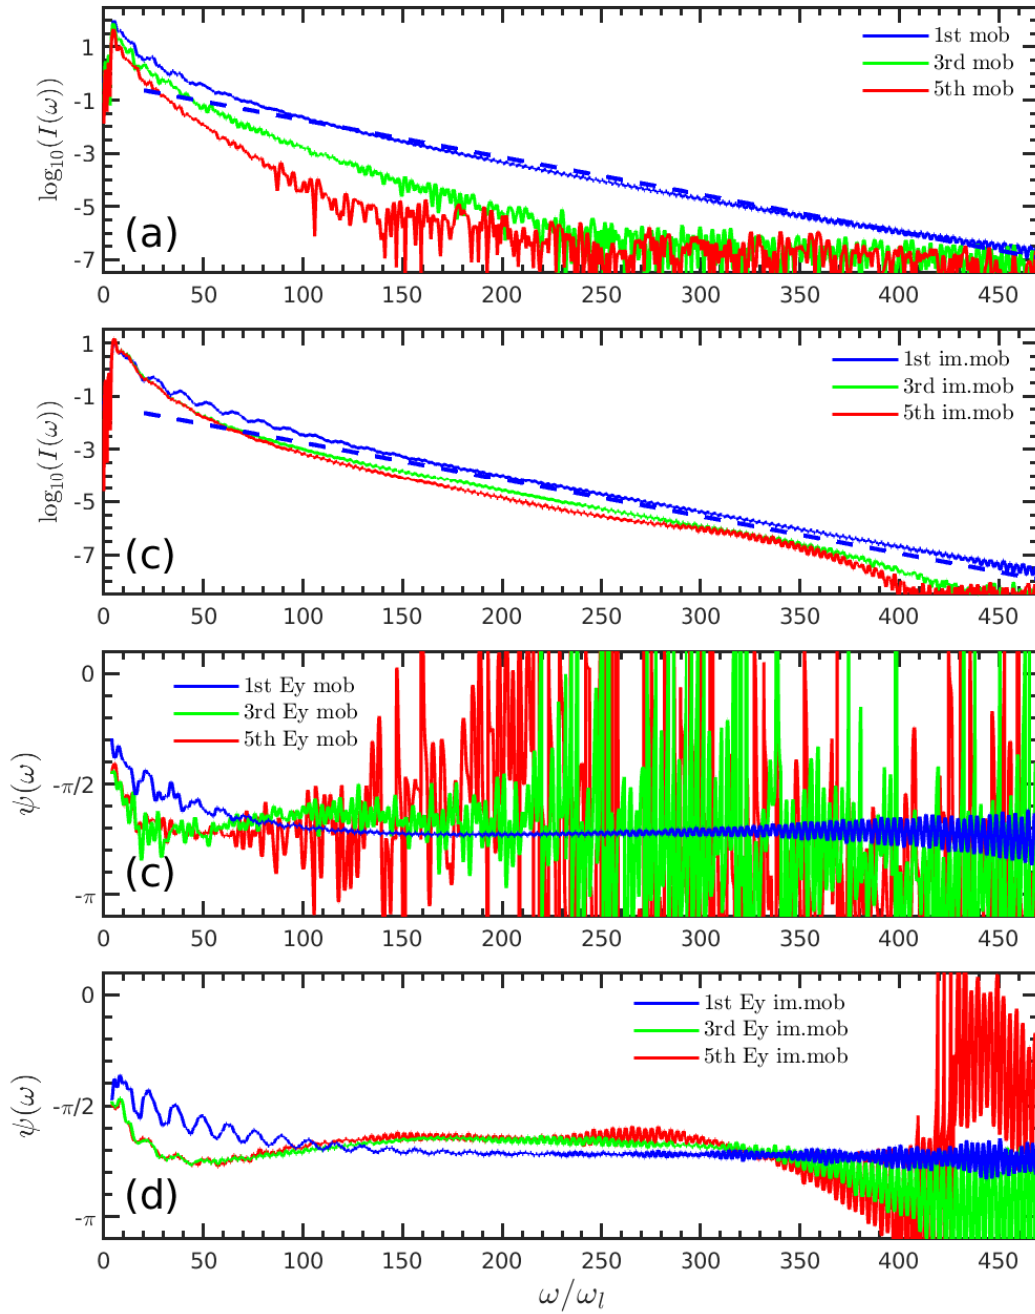 1
-1
-3
-5
-7
log10(I(ω))
(a)
1st mob
3rd mob
5th mob
0 50 100 150 200 250 300 350 400 450
1
-1
-3
-5
-7
log10(I(ω))
(c)
1st im.mob
3rd im.mob
5th im.mob
0 50 100 150 200 250 300 350 400 450
0
-π/2
-π
ψ(ω)
(c)
1st Ey mob
3rd Ey mob
5th Ey mob
0 50 100 150 200 250 300 350 400 450
0
-π/2
-π
ψ(ω)
(d)
1st Ey im.mob
3rd Ey im.mob
5th Ey im.mob
0 50 100 150 200 250 300 350 400 450
ω/ωl